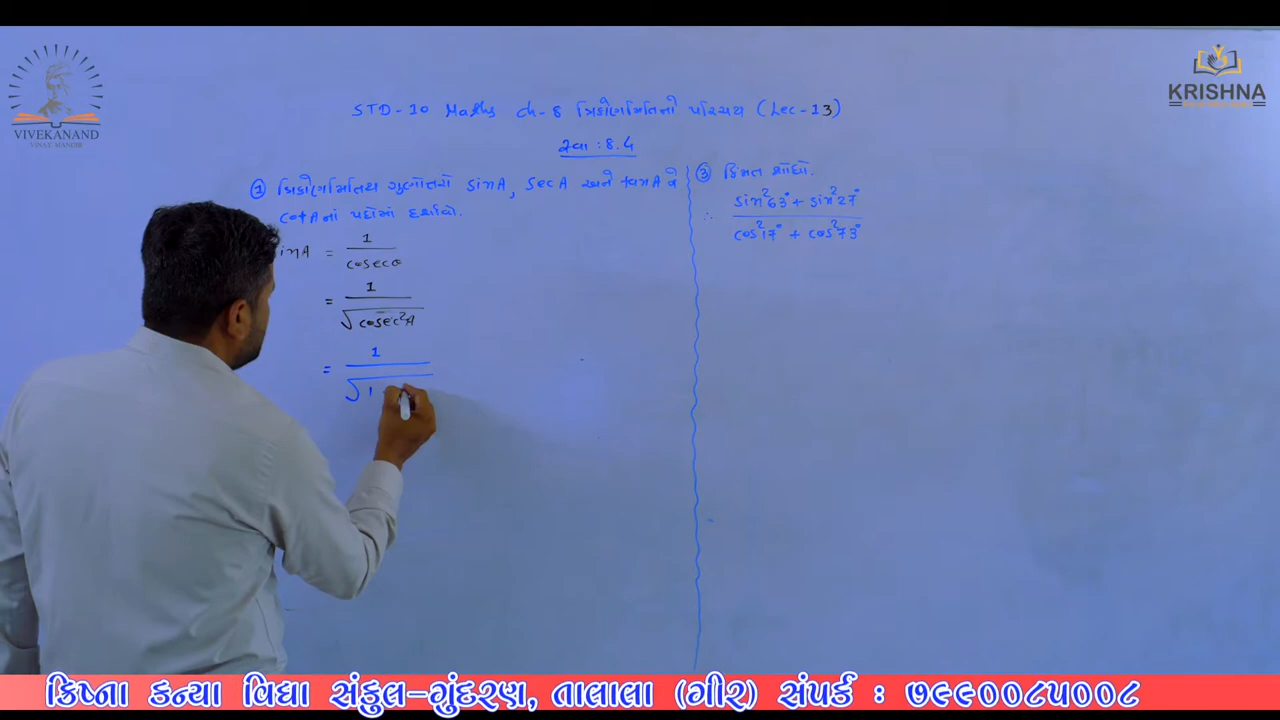 VIVEKANAND
VINAY MANDIR
KRISHNA
STD-10 Maths ch-8 ત્રિકોણમિતિનો પરિચય (Lec-13)
સ્વા : 8.4
① ત્રિકોણમિતિય ગુણોત્તરો sinA, secA અને tanA ને
cotA નાં પદોમાં દર્શાવો.
inA = 1 / cosecθ
= 1 / √cosec²A
= 1 / √1
③ કિંમત શોધો.
∴ sin²63° + sin²27° / cos²17° + cos²73°
ક્રિષ્ના કન્યા વિદ્યા સંકુલ-ગુંદરણ, તાલાલા (ગીર) સંપર્ક : ૭૯૯૦૦૮૫૦૦૮